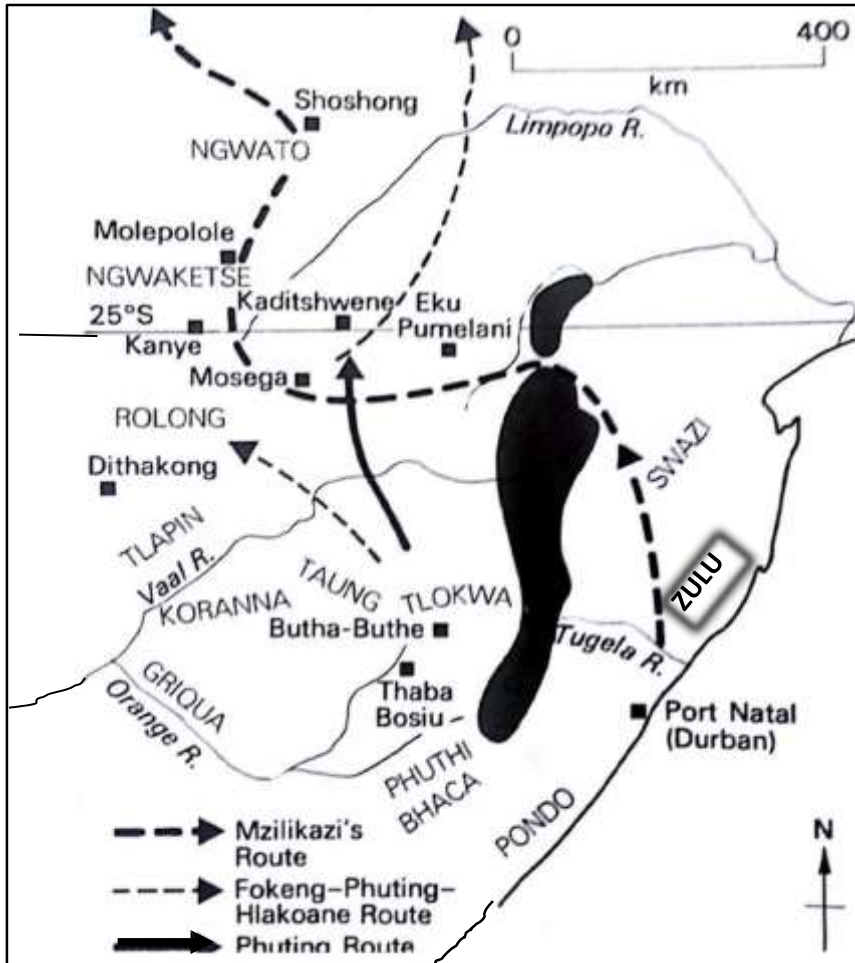 0
400
km
Shoshong
Limpopo R.
NGWATO
Molepolole
NGWAKETSE
Kaditshwene
Eku
Pumelani
25°S
Kanye
Mosega
ROLONG
SWAZI
Dithakong
TLAPIN
Vaal R.
ZULU
TAUNG
TLOKWA
KORANNA
Butha-Buthe
Tugela R.
GRIQUA
Orange R.
Thaba
Bosiu
Port Natal
(Durban)
PHUTHI
BHACA
PONDO
Mzilikazi's
Route
N
Fokeng–Phuting–
Hlakoane Route
Phuting Route